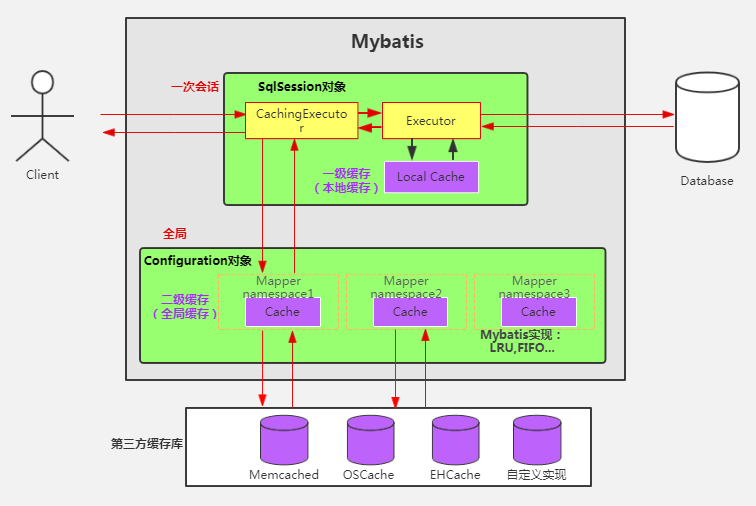 Mybatis
一次会话
SqlSession对象
CachingExecuto
r
Executor
一级缓存
（本地缓存）
Local Cache
Client
Database
全局
Configuration对象
Mapper
namespace1
Mapper
namespace2
Mapper
namespace3
二级缓存
（全局缓存）
Cache
Cache
Cache
Mybatis实现：
LRU,FIFO...
第三方缓存库
Memcached
OSCache
EHCache
自定义实现